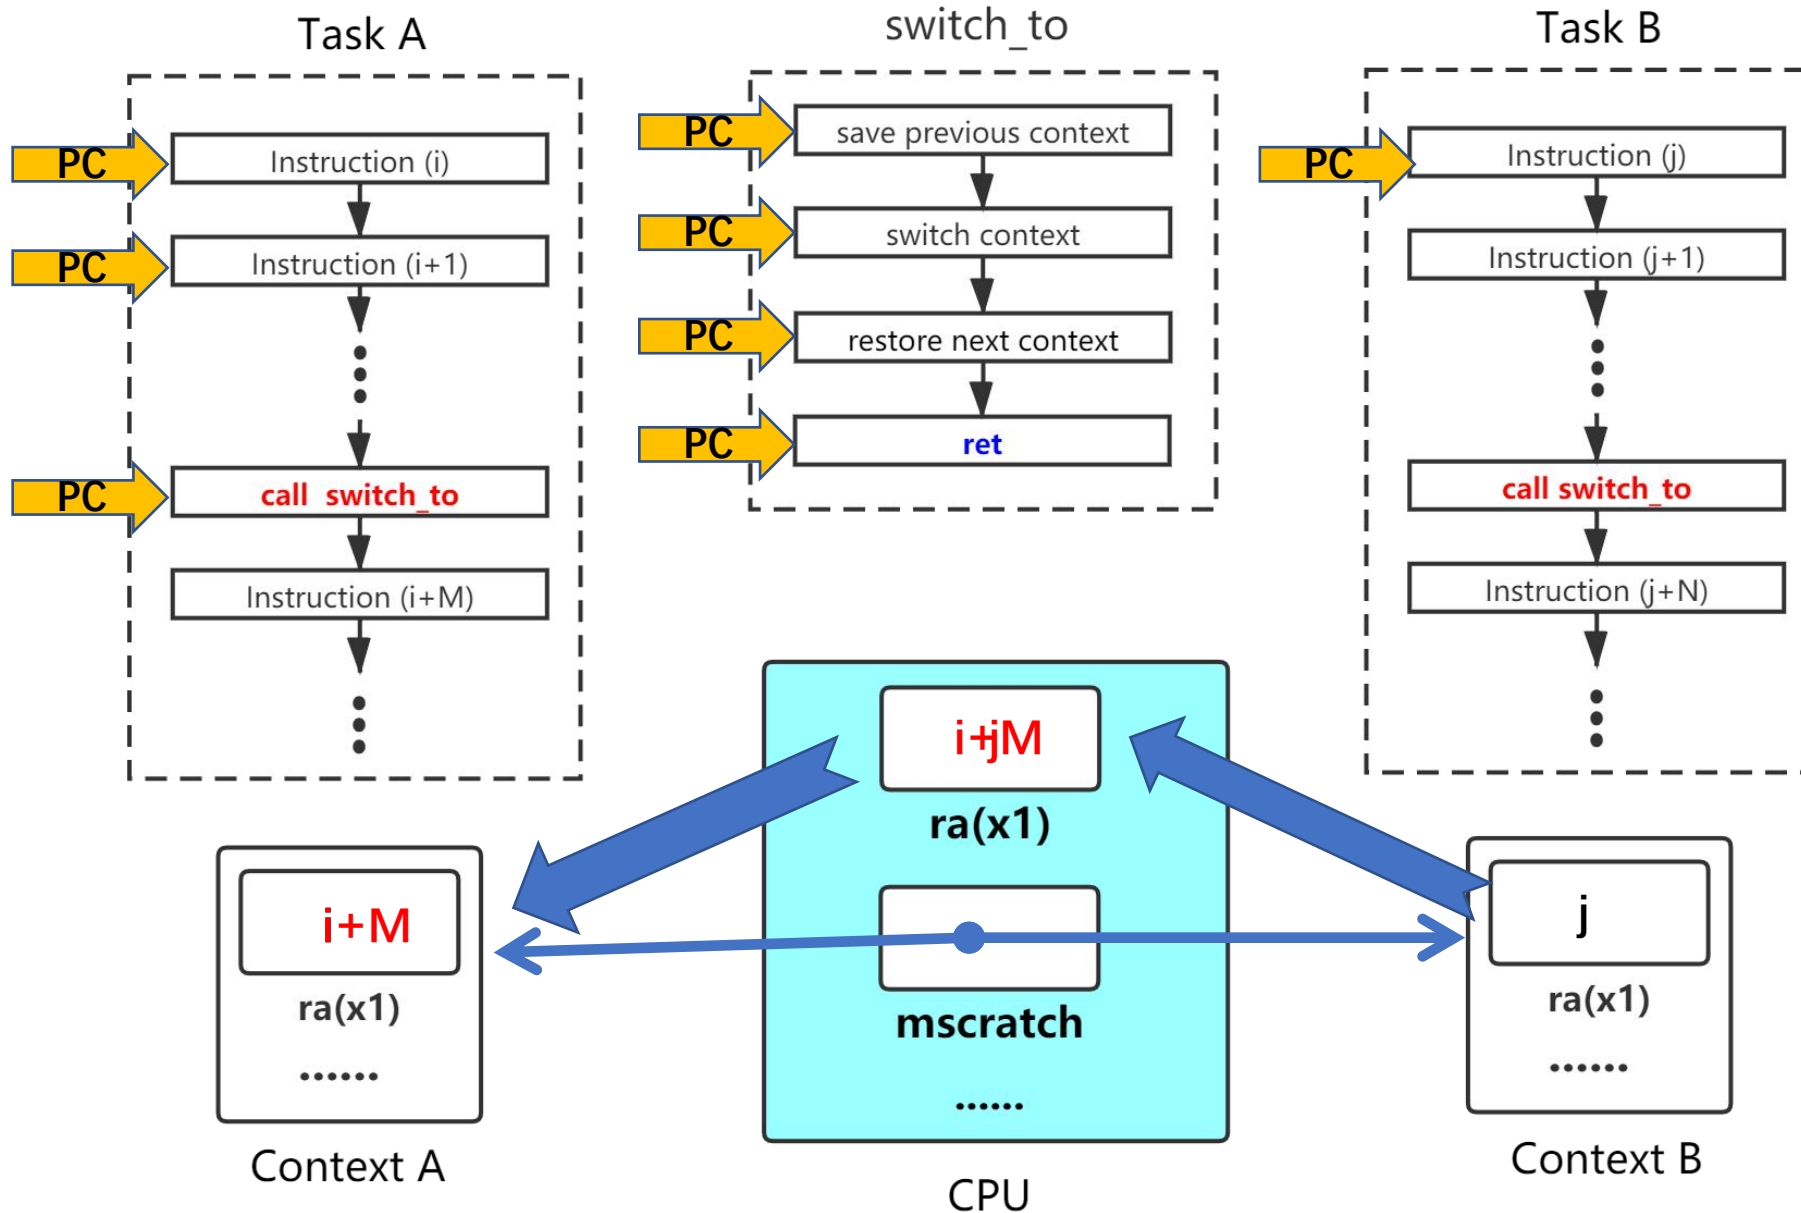 Task A
switch_to
Task B
PC
Instruction (i)
PC
Instruction (i+1)
PC
call switch_to
Instruction (i+M)
PC
save previous context
PC
switch context
PC
restore next context
PC
ret
PC
Instruction (j)
Instruction (j+1)
call switch_to
Instruction (j+N)
i+M
ra(x1)
......
Context A
i+jM
ra(x1)
mscratch
......
CPU
j
ra(x1)
......
Context B